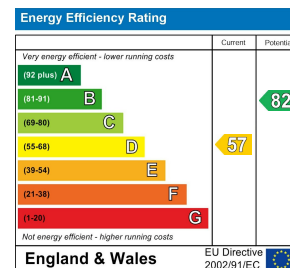 Energy Efficiency Rating
Current Potentia
Very energy efficient - lower running costs
(92 plus) A
(81-91) B
82
(69-80) C
(55-68) D
57
(39-54) E
(21-38) F
(1-20) G
Not energy efficient - higher running costs
England & Wales
EU Directive
2002/91/EC